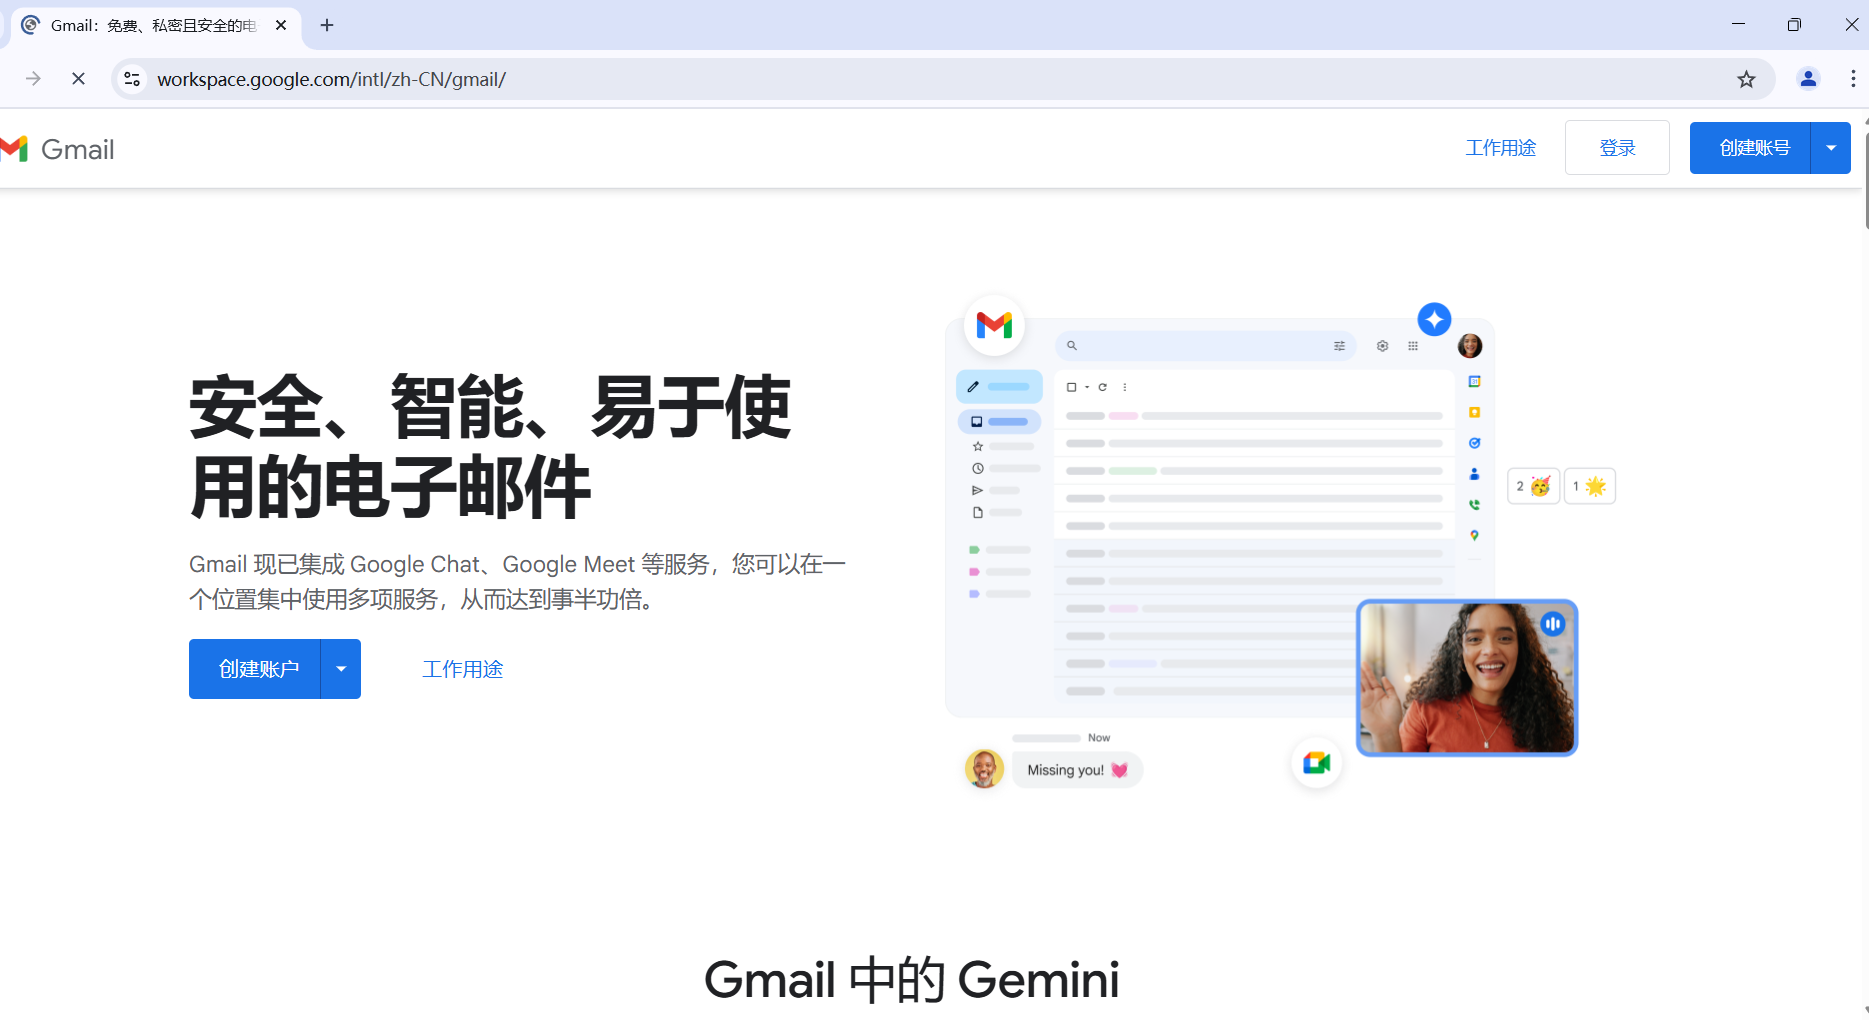 Gmail：免费、私密且安全的电
workspace.google.com/intl/zh-CN/gmail/
Gmail
工作用途
登录
创建账号
安全、智能、易于使
用的电子邮件
Gmail 现已集成 Google Chat、Google Meet 等服务，您可以在一
个位置集中使用多项服务，从而达到事半功倍。
创建账户
工作用途
2
1
Now
Missing you!
Gmail 中的 Gemini